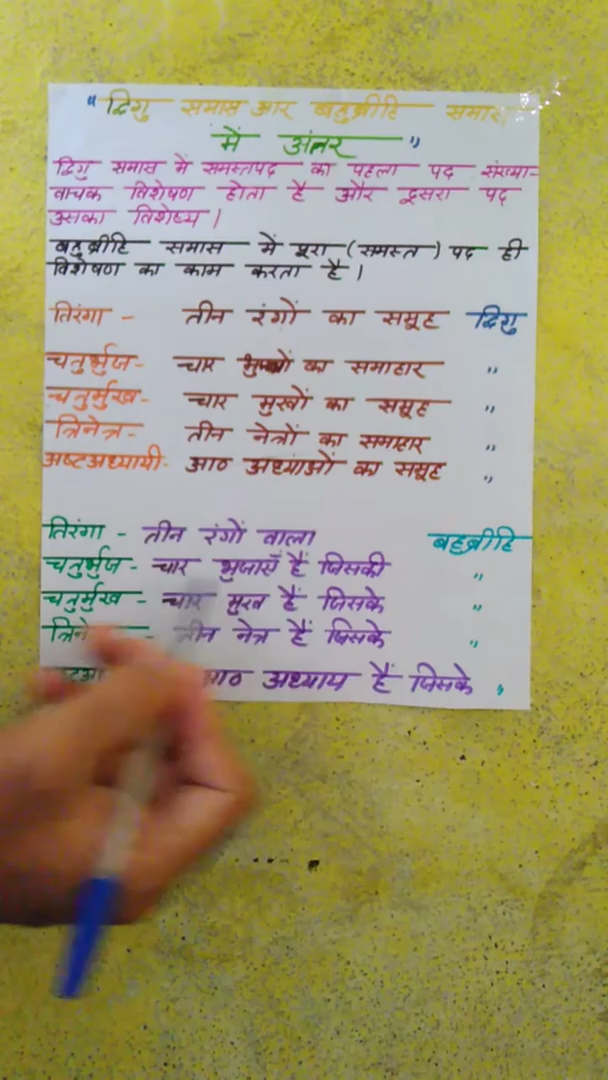 "द्विगु समास और बहुब्रीहि समास
में अंतर"
द्विगु समास में समस्तपद का पहला पद संख्या-
वाचक विशेषण होता है और दूसरा पद
उसका विशेष्य।
बहुब्रीहि समास में पूरा (समस्त) पद ही
विशेषण का काम करता है।
तिरंगा - तीन रंगों का समूह द्विगु
चतुर्भुज- चार भुजाओं का समाहार "
चतुर्मुख- चार मुखों का समूह "
त्रिनेत्र- तीन नेत्रों का समाहार "
अष्टअध्यायी- आठ अध्याओं का समूह "
तिरंगा - तीन रंगों वाला बहुब्रीहि
चतुर्भुज- चार भुजाएँ हैं जिसकी "
चतुर्मुख - चार मुख हैं जिसके "
- तीन नेत्र हैं जिसके "
अध्याय हैं जिसके "